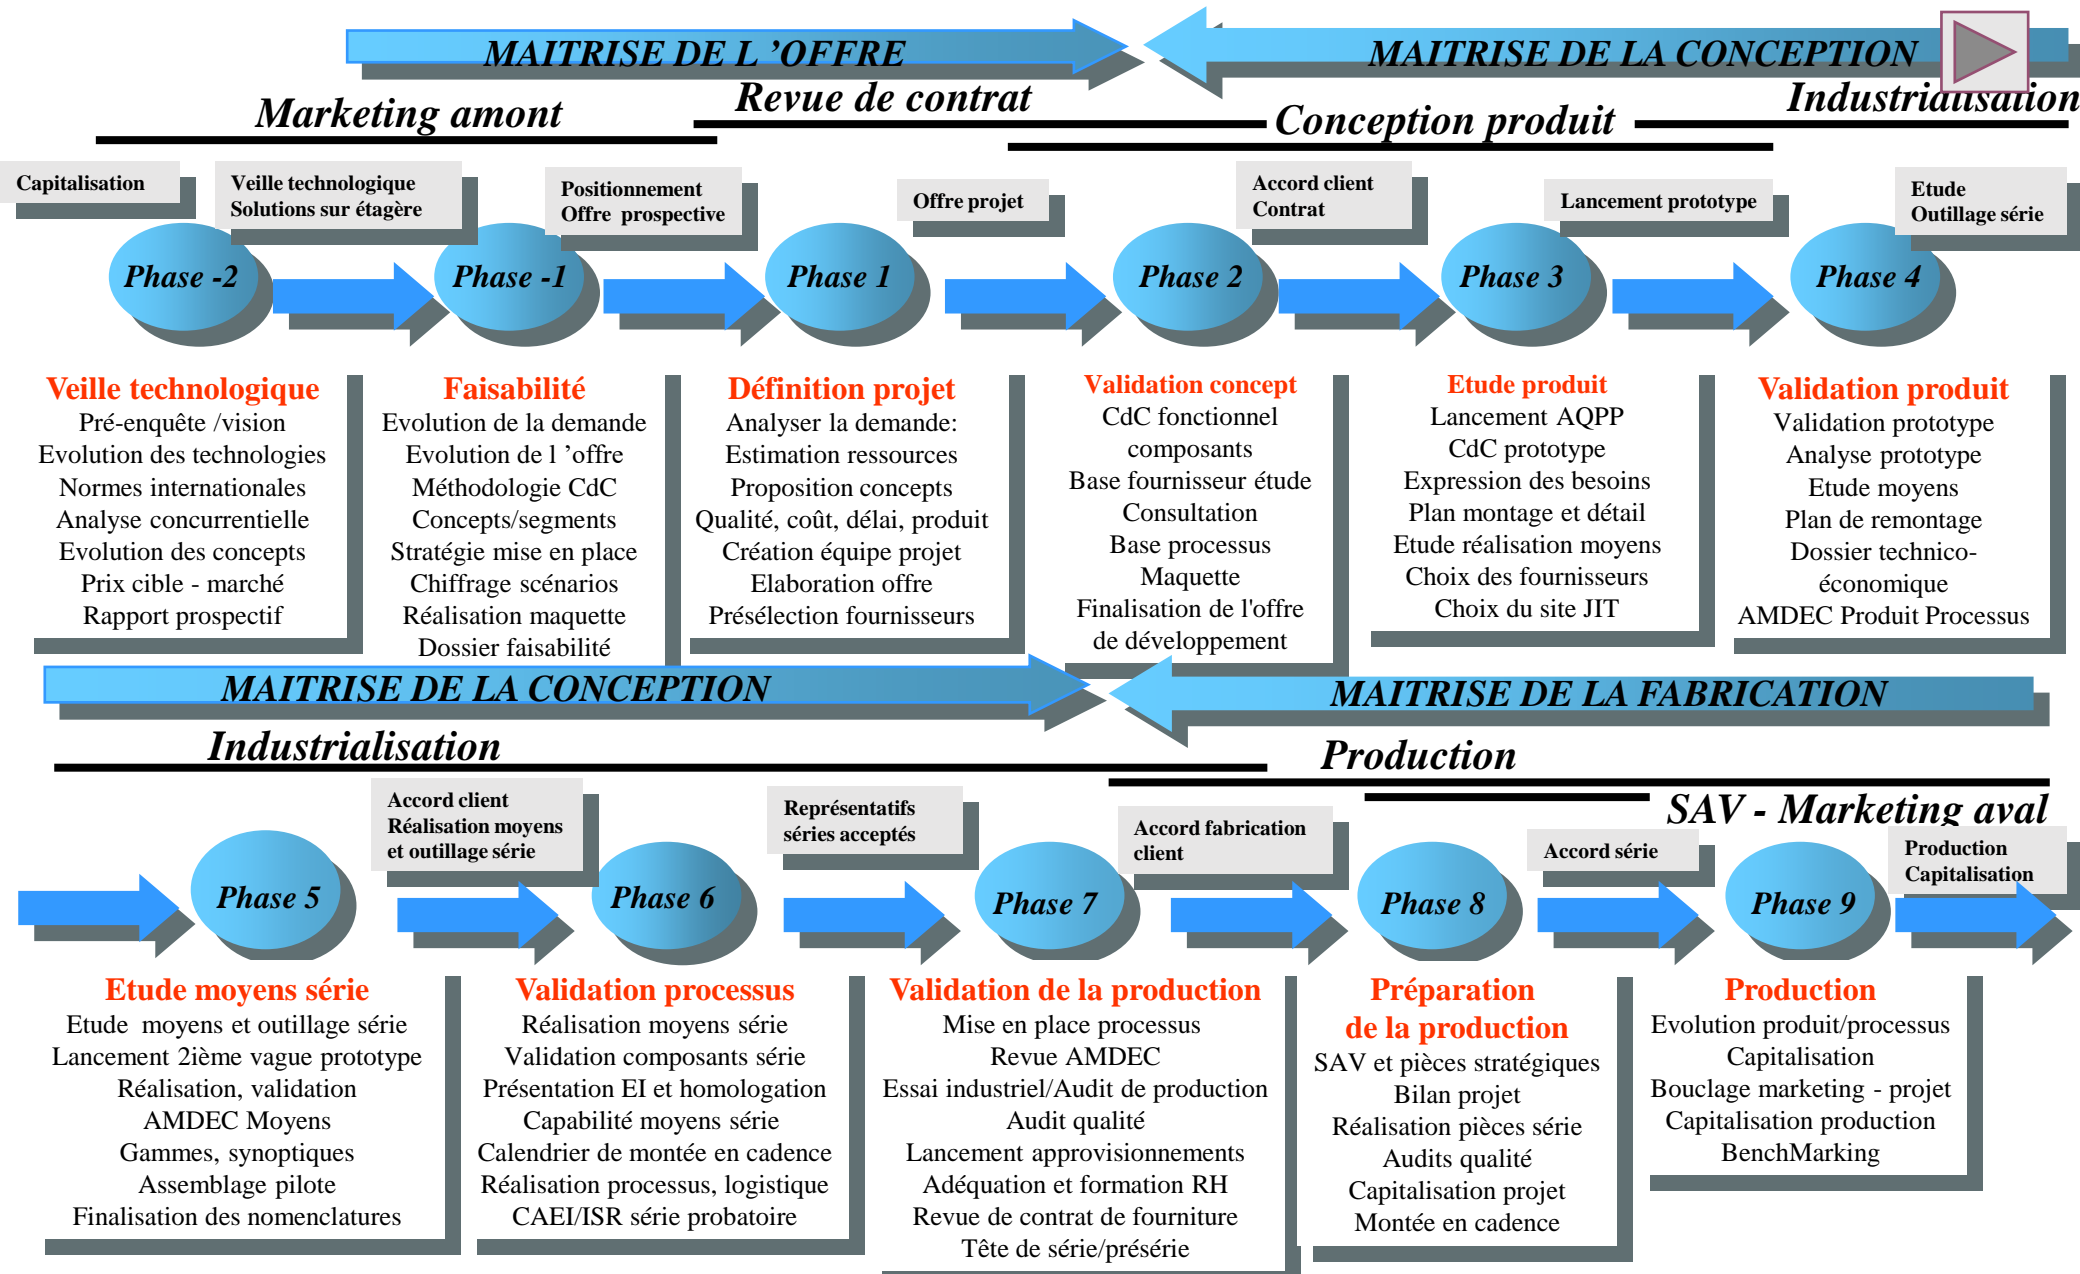 MAITRISE DE L ’OFFRE
MAITRISE DE LA CONCEPTION
Marketing amont
Revue de contrat
Conception produit
Industrialisation
Capitalisation
Veille technologique
Solutions sur étagère
Positionnement
Offre  prospective
Offre projet
Accord client
Contrat
Lancement prototype
Etude
Outillage série
Phase -2
Phase -1
Phase 1
Phase 2
Phase 3
Phase 4
Veille technologique
Pré-enquête /vision
Evolution des technologies
Normes internationales
Analyse concurrentielle
Evolution des concepts
Prix cible - marché
Rapport prospectif
Faisabilité
Evolution de la demande
Evolution de l ’offre
Méthodologie CdC
Concepts/segments
Stratégie mise en place
Chiffrage scénarios
Réalisation maquette
Dossier faisabilité
Définition projet
Analyser la demande:
Estimation ressources
Proposition concepts
Qualité, coût, délai, produit
Création équipe projet
Elaboration offre
Présélection fournisseurs
Validation concept
CdC fonctionnel
composants
Base fournisseur étude
Consultation
Base processus
Maquette
Finalisation de l'offre
de développement
Etude produit
Lancement AQPP
CdC prototype
Expression des besoins
Plan montage et détail
Etude réalisation moyens
Choix des fournisseurs
Choix du site JIT
Validation produit
Validation prototype
Analyse prototype
Etude moyens
Plan de remontage
Dossier technico-
économique
AMDEC Produit Processus
MAITRISE DE LA CONCEPTION
MAITRISE DE LA FABRICATION
Industrialisation
Production
SAV - Marketing aval
Accord client
Réalisation moyens
et outillage série
Représentatifs
séries acceptés
Accord fabrication
client
Accord série
Production
Capitalisation
Phase 5
Phase 6
Phase 7
Phase 8
Phase 9
Etude moyens série
Etude  moyens et outillage série
Lancement 2ième vague prototype
Réalisation, validation
AMDEC Moyens
Gammes, synoptiques
Assemblage pilote
Finalisation des nomenclatures
Validation processus
Réalisation moyens série
Validation composants série
Présentation EI et homologation
Capabilité moyens série
Calendrier de montée en cadence
Réalisation processus, logistique
CAEI/ISR série probatoire
Validation de la production
Mise en place processus
Revue AMDEC
Essai industriel/Audit de production
Audit qualité
Lancement approvisionnements
Adéquation et formation RH
Revue de contrat de fourniture
Tête de série/présérie
Préparation
de la production
SAV et pièces stratégiques
Bilan projet
Réalisation pièces série
Audits qualité
Capitalisation projet
Montée en cadence
Production
Evolution produit/processus
Capitalisation
Bouclage marketing - projet
Capitalisation production
BenchMarking